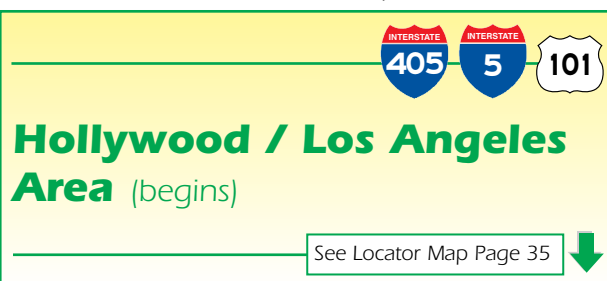 INTERSTATE INTERSTATE
405 5 101
Hollywood / Los Angeles
Area (begins)
See Locator Map Page 35